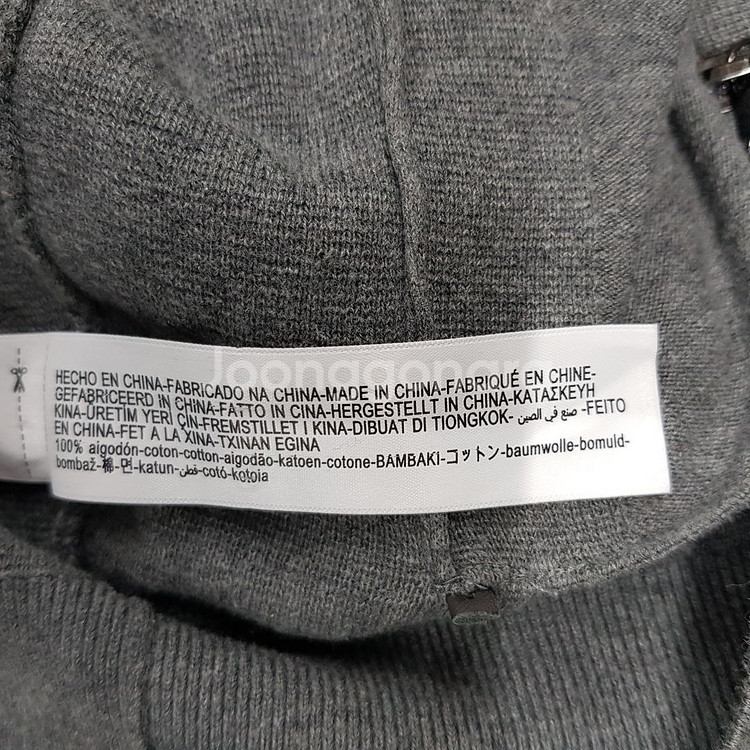 Joonggonara
HECHO EN CHINA-FABRICADO NA CHINA-MADE IN CHINA-FABRIQUÉ EN CHINE-
GEFABRICEERD IN CHINA-FATTO IN CINA-HERGESTELLT IN CHINA-ΚΑΤΑΣΚΕΥΗ
KINA-ÜRETİM YERİ ÇİN-FREMSTILLET I KINA-DIBUAT DI TIONGKOK- صنع في الصين -FEITO
EN CHINA-FET A LA XINA-TXINAN EGINA
100% algodón-coton-cotton-algodão-katoen-cotone-ΒΑΜΒΑΚΙ-コットン-baumwolle-bomuld-
bombaž-棉-면-katun-قطن-cotó-kotoia